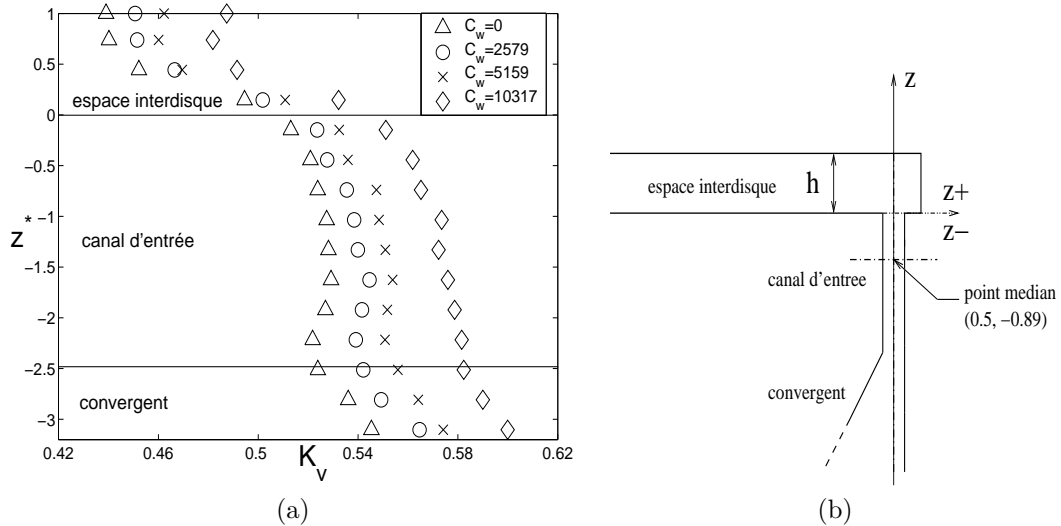 1
0.5
0
−0.5
−1
−1.5
−2
−2.5
−3
z*
espace interdisque
canal d'entrée
convergent
C_w=0
C_w=2579
C_w=5159
C_w=10317
0.42
0.46
0.5
0.54
0.58
0.62
K_v
(a)
z
espace interdisque
h
z+
z−
canal d'entree
point median
(0.5, −0.89)
convergent
(b)